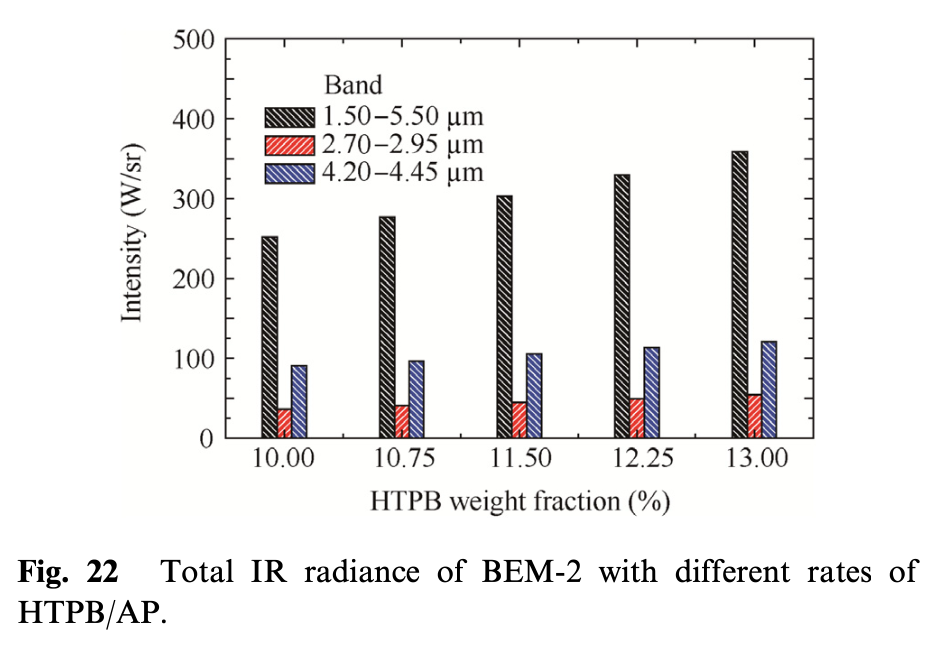 500
400
300
200
100
0
Intensity (W/sr)
Band
1.50–5.50 μm
2.70–2.95 μm
4.20–4.45 μm
10.00 10.75 11.50 12.25 13.00
HTPB weight fraction (%)
Fig. 22 Total IR radiance of BEM-2 with different rates of
HTPB/AP.